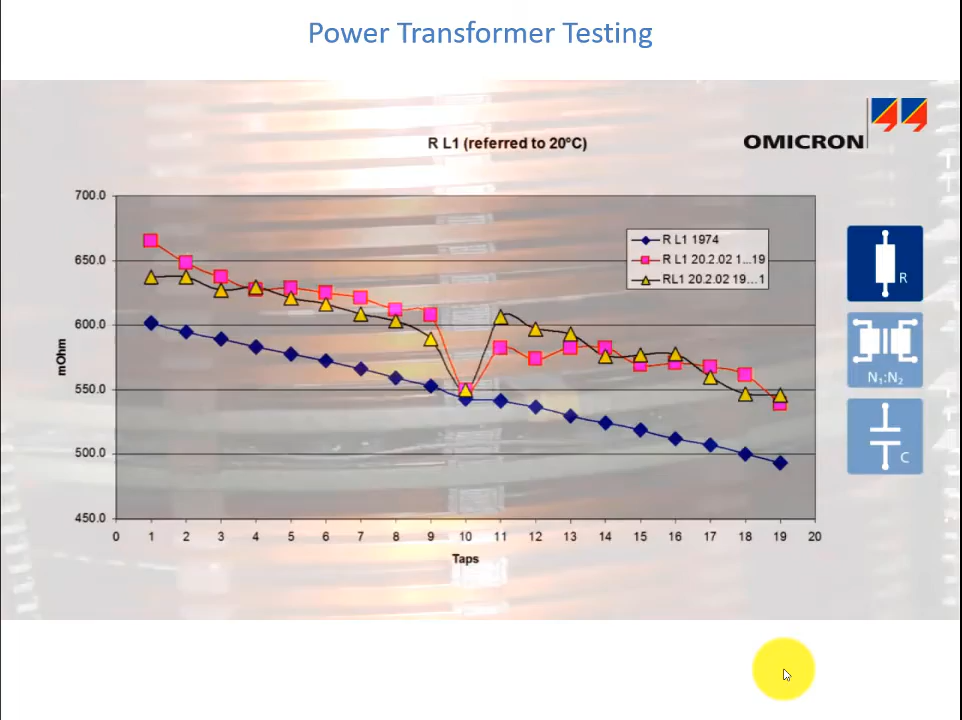 Power Transformer Testing
OMICRON
R L1 (referred to 20°C)
700.0
650.0
600.0
550.0
500.0
450.0
mOhm
R L1 1974
R L1 20.2.02 1...19
RL1 20.2.02 19...1
0 1 2 3 4 5 6 7 8 9 10 11 12 13 14 15 16 17 18 19 20
Taps
R
N₁:N₂
C